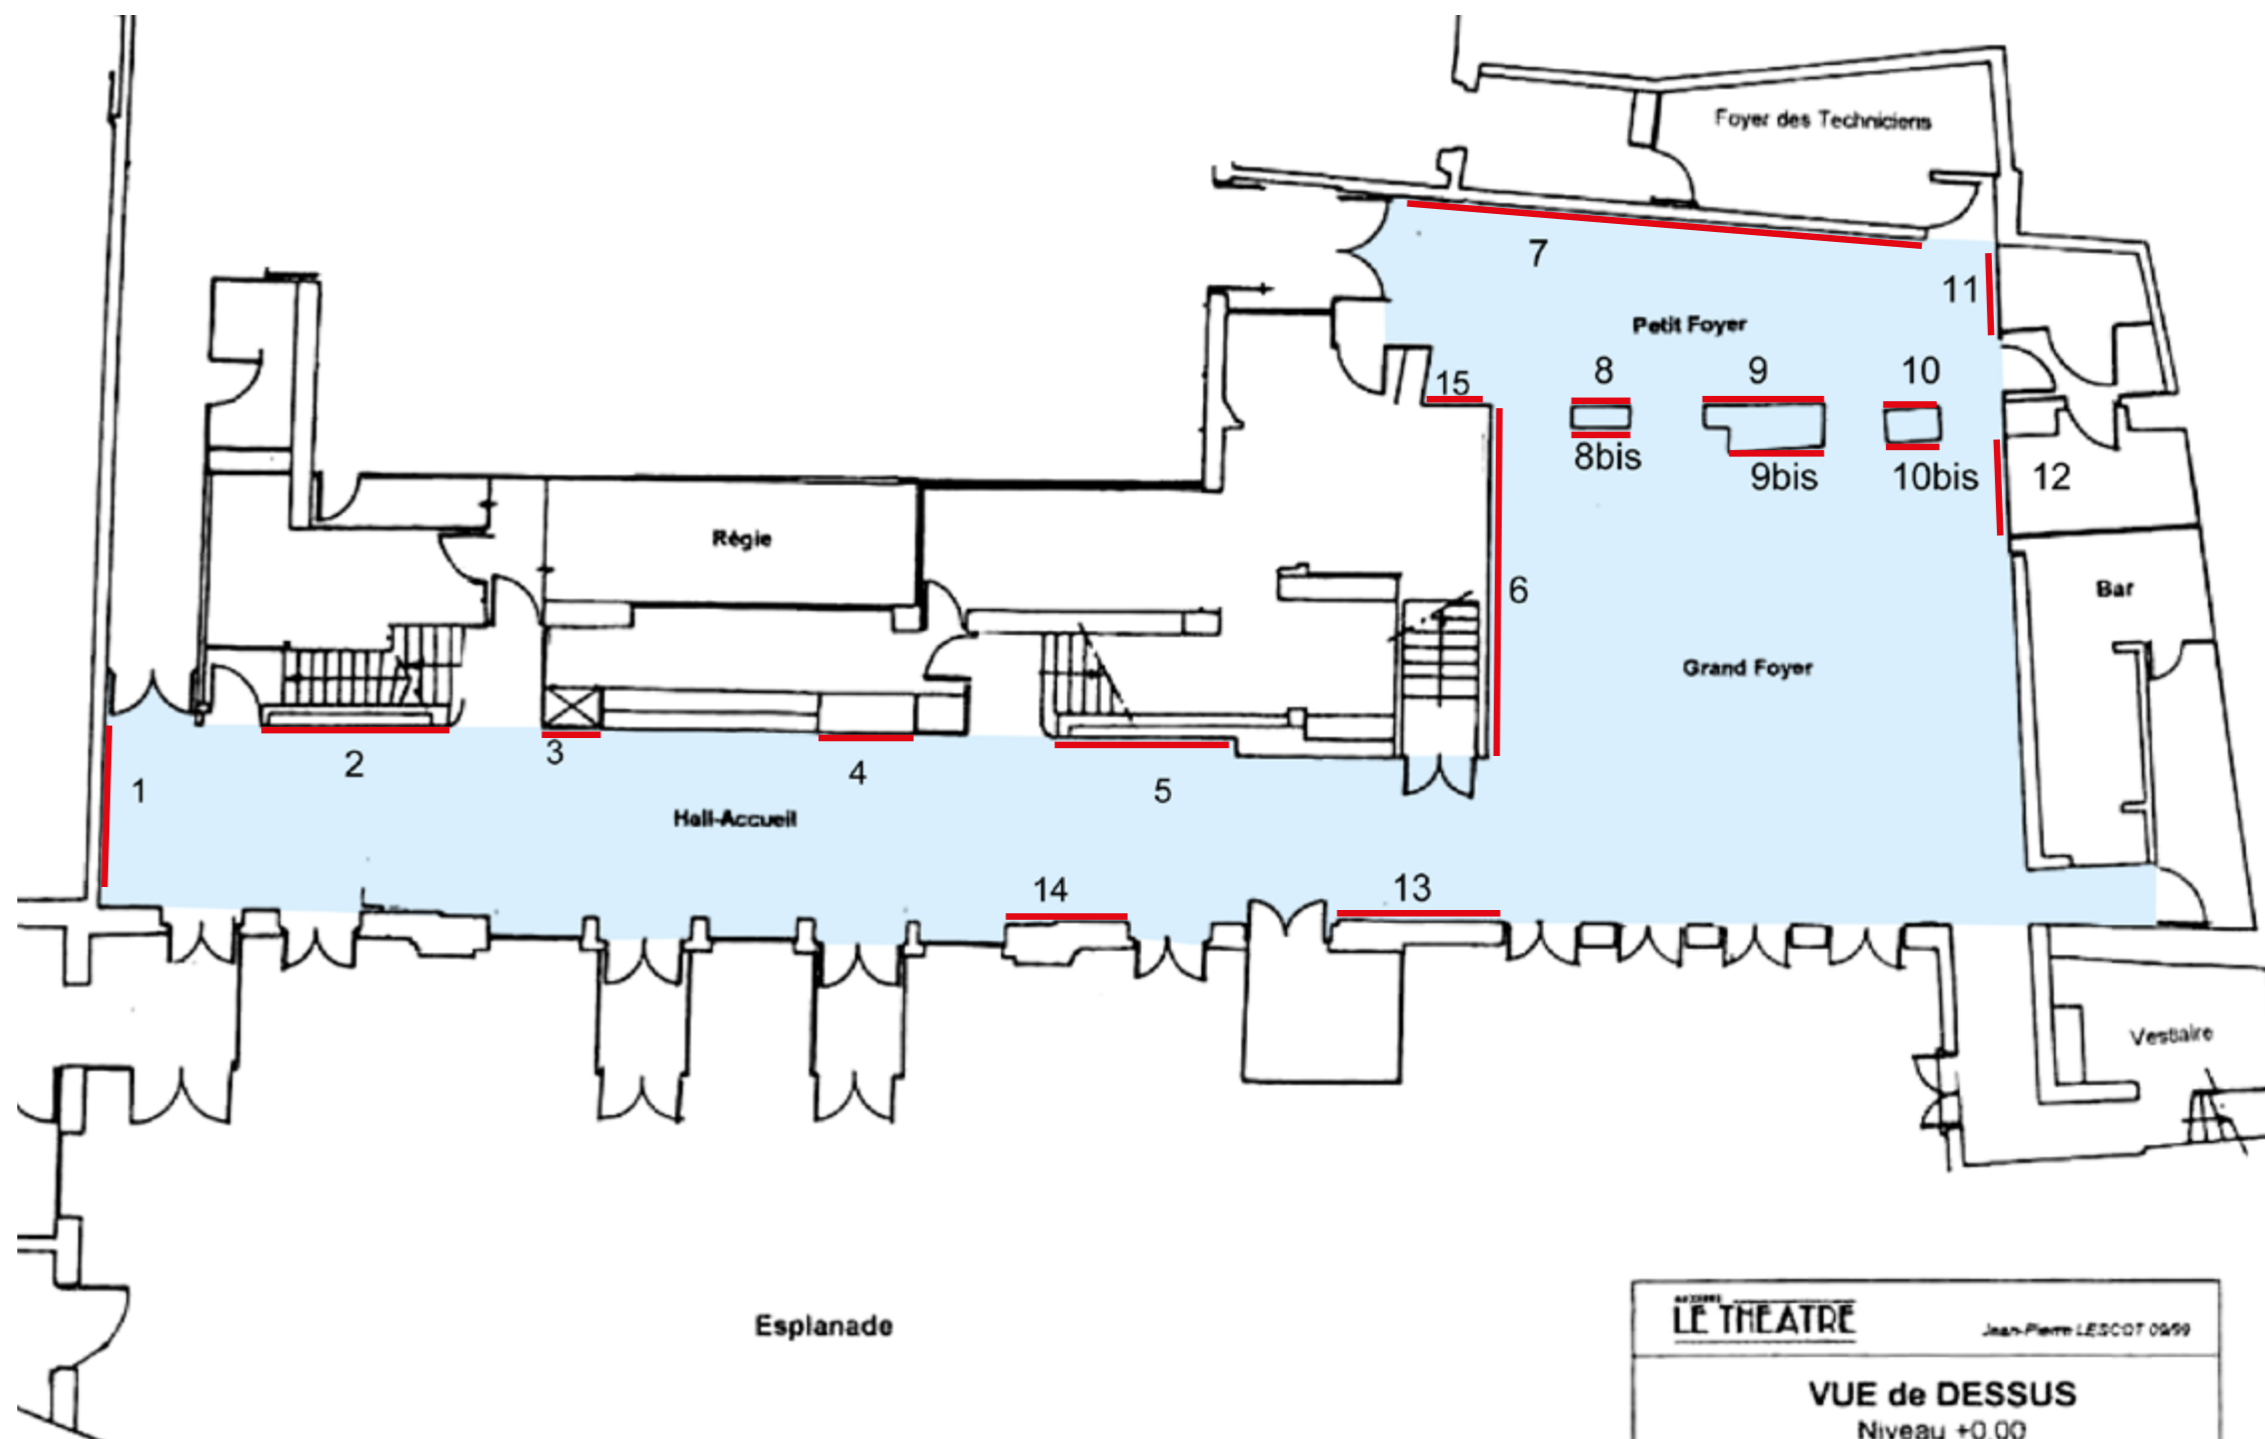 Foyer des Techniciens
7
11
Petit Foyer
15
8
9
10
8bis
9bis
10bis
12
Régie
6
Bar
Grand Foyer
1
2
3
4
5
Hall-Accueil
14
13
Vestiaire
Esplanade
AUXERRE
LE THEATRE
Jean-Pierre LESCOT 09/99
VUE de DESSUS
Niveau +0.00